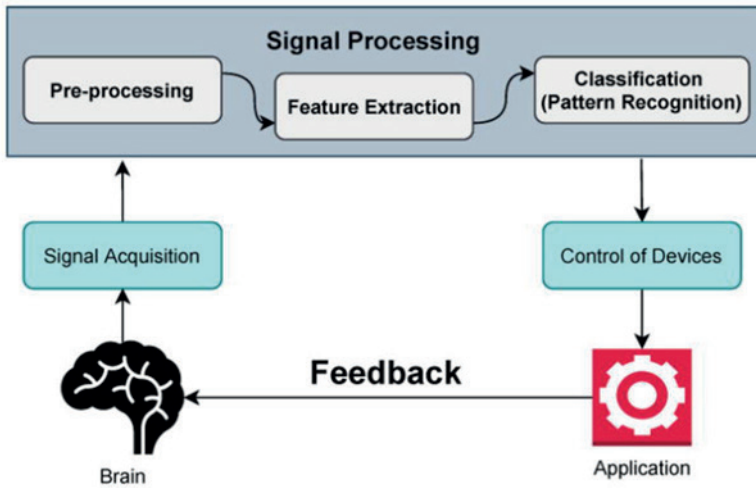 Signal Processing
Pre-processing
Feature Extraction
Classification
(Pattern Recognition)
Signal Acquisition
Control of Devices
Feedback
Brain
Application